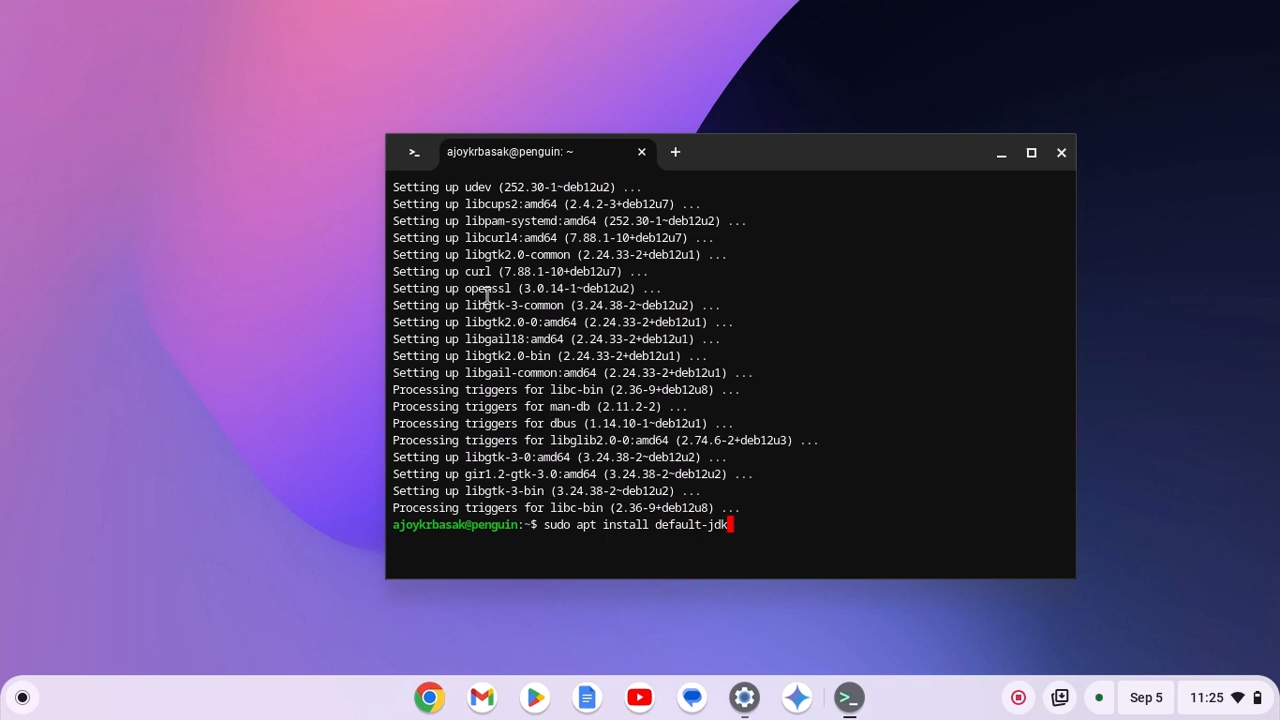 ajoykrbasak@penguin: ~
Setting up udev (252.30-1~deb12u2) ...
Setting up libcups2:amd64 (2.4.2-3+deb12u7) ...
Setting up libpam-systemd:amd64 (252.30-1~deb12u2) ...
Setting up libcurl4:amd64 (7.88.1-10+deb12u7) ...
Setting up libgtk2.0-common (2.24.33-2+deb12u1) ...
Setting up curl (7.88.1-10+deb12u7) ...
Setting up openssl (3.0.14-1~deb12u2) ...
Setting up libgtk-3-common (3.24.38-2~deb12u2) ...
Setting up libgtk2.0-0:amd64 (2.24.33-2+deb12u1) ...
Setting up libgail18:amd64 (2.24.33-2+deb12u1) ...
Setting up libgtk2.0-bin (2.24.33-2+deb12u1) ...
Setting up libgail-common:amd64 (2.24.33-2+deb12u1) ...
Processing triggers for libc-bin (2.36-9+deb12u8) ...
Processing triggers for man-db (2.11.2-2) ...
Processing triggers for dbus (1.14.10-1~deb12u1) ...
Processing triggers for libglib2.0-0:amd64 (2.74.6-2+deb12u3) ...
Setting up libgtk-3-0:amd64 (3.24.38-2~deb12u2) ...
Setting up gir1.2-gtk-3.0:amd64 (3.24.38-2~deb12u2) ...
Setting up libgtk-3-bin (3.24.38-2~deb12u2) ...
Processing triggers for libc-bin (2.36-9+deb12u8) ...
ajoykrbasak@penguin:~$ sudo apt install default-jdk
Sep 5 11:25